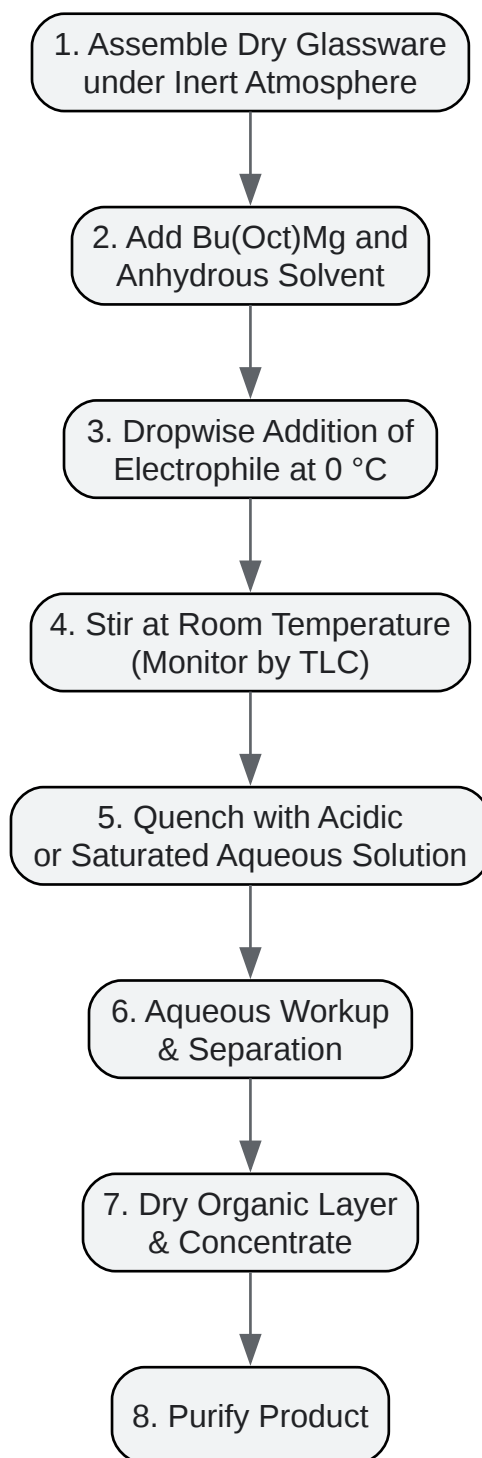 1. Assemble Dry Glassware
under Inert Atmosphere
2. Add Bu(Oct)Mg and
Anhydrous Solvent
3. Dropwise Addition of
Electrophile at 0 °C
4. Stir at Room Temperature
(Monitor by TLC)
5. Quench with Acidic
or Saturated Aqueous Solution
6. Aqueous Workup
& Separation
7. Dry Organic Layer
& Concentrate
8. Purify Product